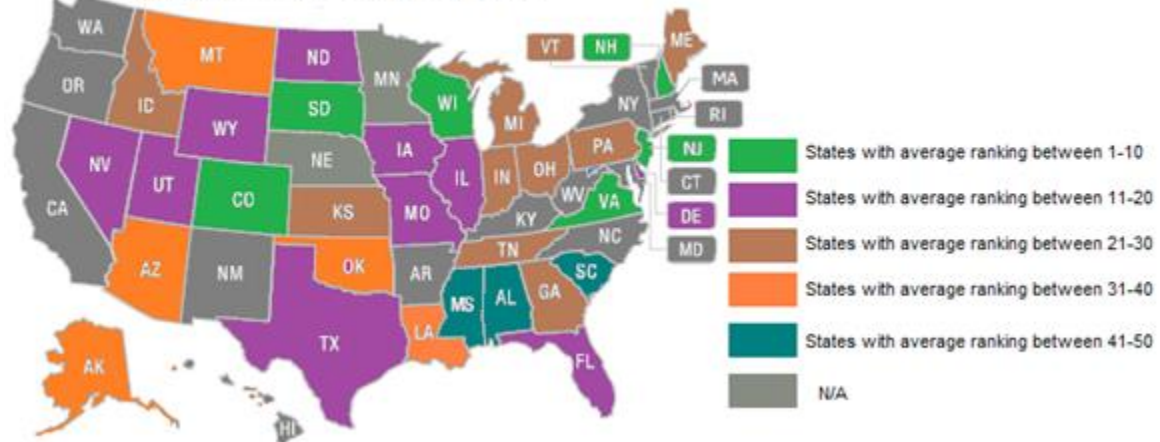 WA
MT
ND
MN
VT
NH
ME
OR
IC
SD
WI
MI
NY
MA
RI
WY
NE
IA
PA
NJ
NV
UT
CO
IL
IN
OH
WV
VA
CT
CA
KS
MO
KY
NC
DE
MD
AZ
NM
OK
AR
TN
SC
MS
AL
GA
TX
LA
FL
AK
HI
States with average ranking between 1-10
States with average ranking between 11-20
States with average ranking between 21-30
States with average ranking between 31-40
States with average ranking between 41-50
N/A